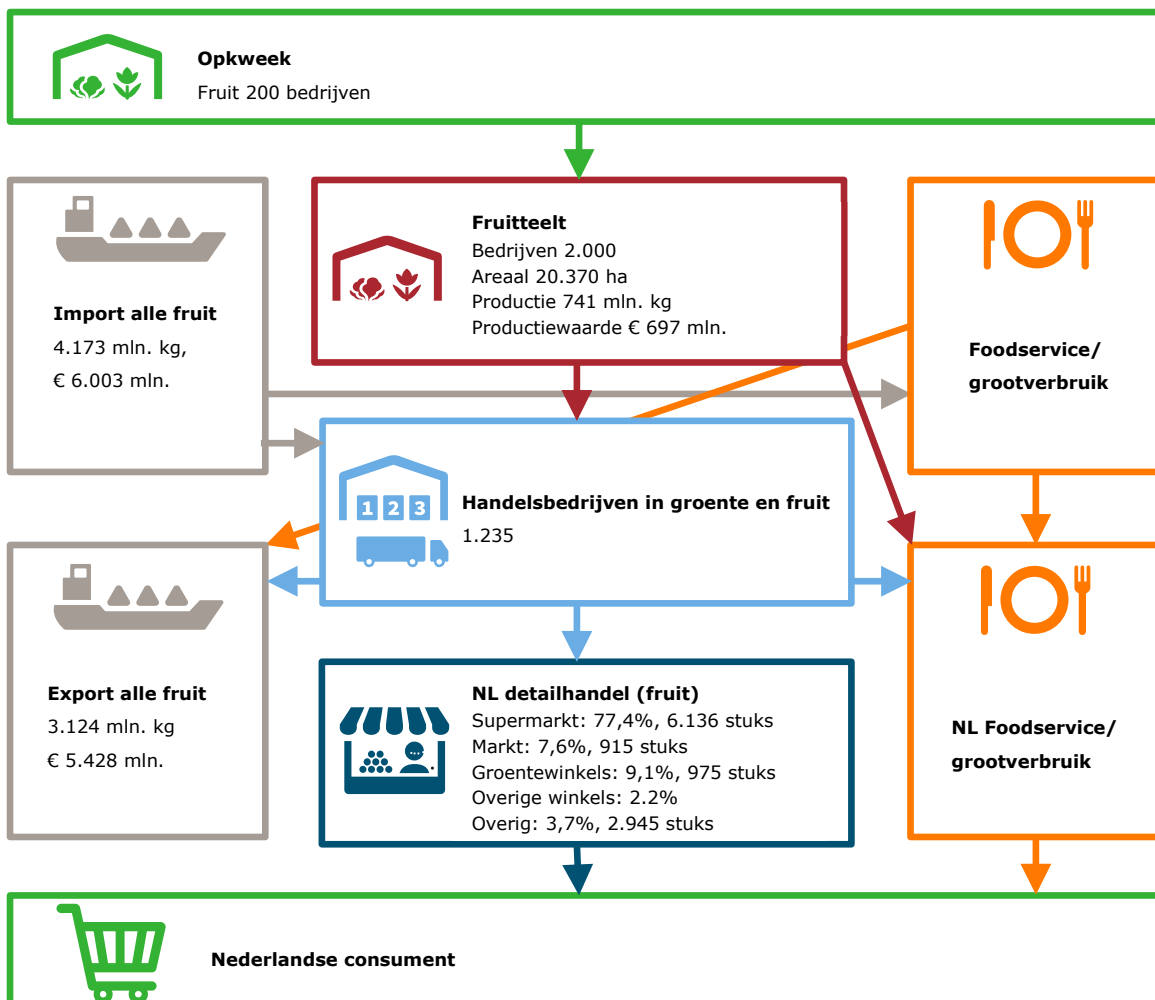 Opkweek
Fruit 200 bedrijven
Fruitteelt
Bedrijven 2.000
Areaal 20.370 ha
Productie 741 mln. kg
Productiewaarde € 697 mln.
Import alle fruit
4.173 mln. kg,
€ 6.003 mln.
Foodservice/
grootverbruik
1 2 3
Handelsbedrijven in groente en fruit
1.235
Export alle fruit
3.124 mln. kg
€ 5.428 mln.
NL detailhandel (fruit)
Supermarkt: 77,4%, 6.136 stuks
Markt: 7,6%, 915 stuks
Groentewinkels: 9,1%, 975 stuks
Overige winkels: 2.2%
Overig: 3,7%, 2.945 stuks
NL Foodservice/
grootverbruik
Nederlandse consument